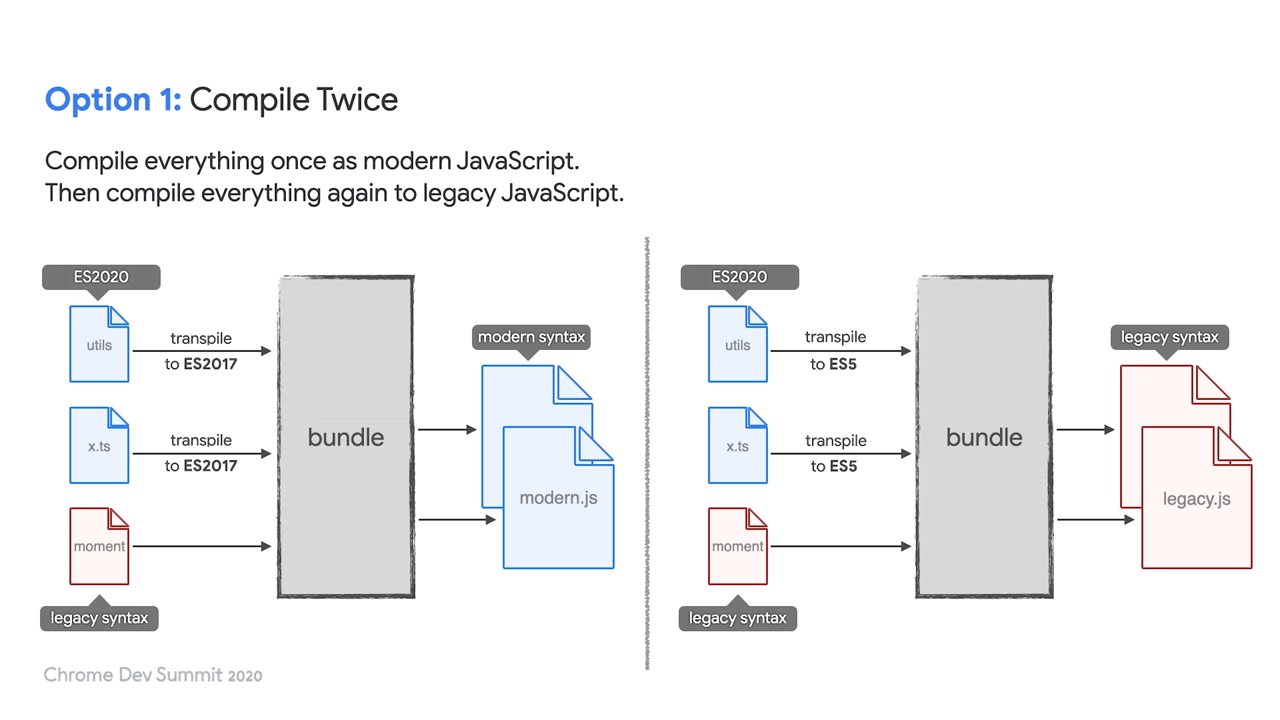 Option 1: Compile Twice
Compile everything once as modern JavaScript.
Then compile everything again to legacy JavaScript.
ES2020
utils
transpile
to ES2017
x.ts
transpile
to ES2017
moment
legacy syntax
bundle
modern syntax
modern.js
ES2020
utils
transpile
to ES5
x.ts
transpile
to ES5
moment
legacy syntax
bundle
legacy syntax
legacy.js
Chrome Dev Summit 2020